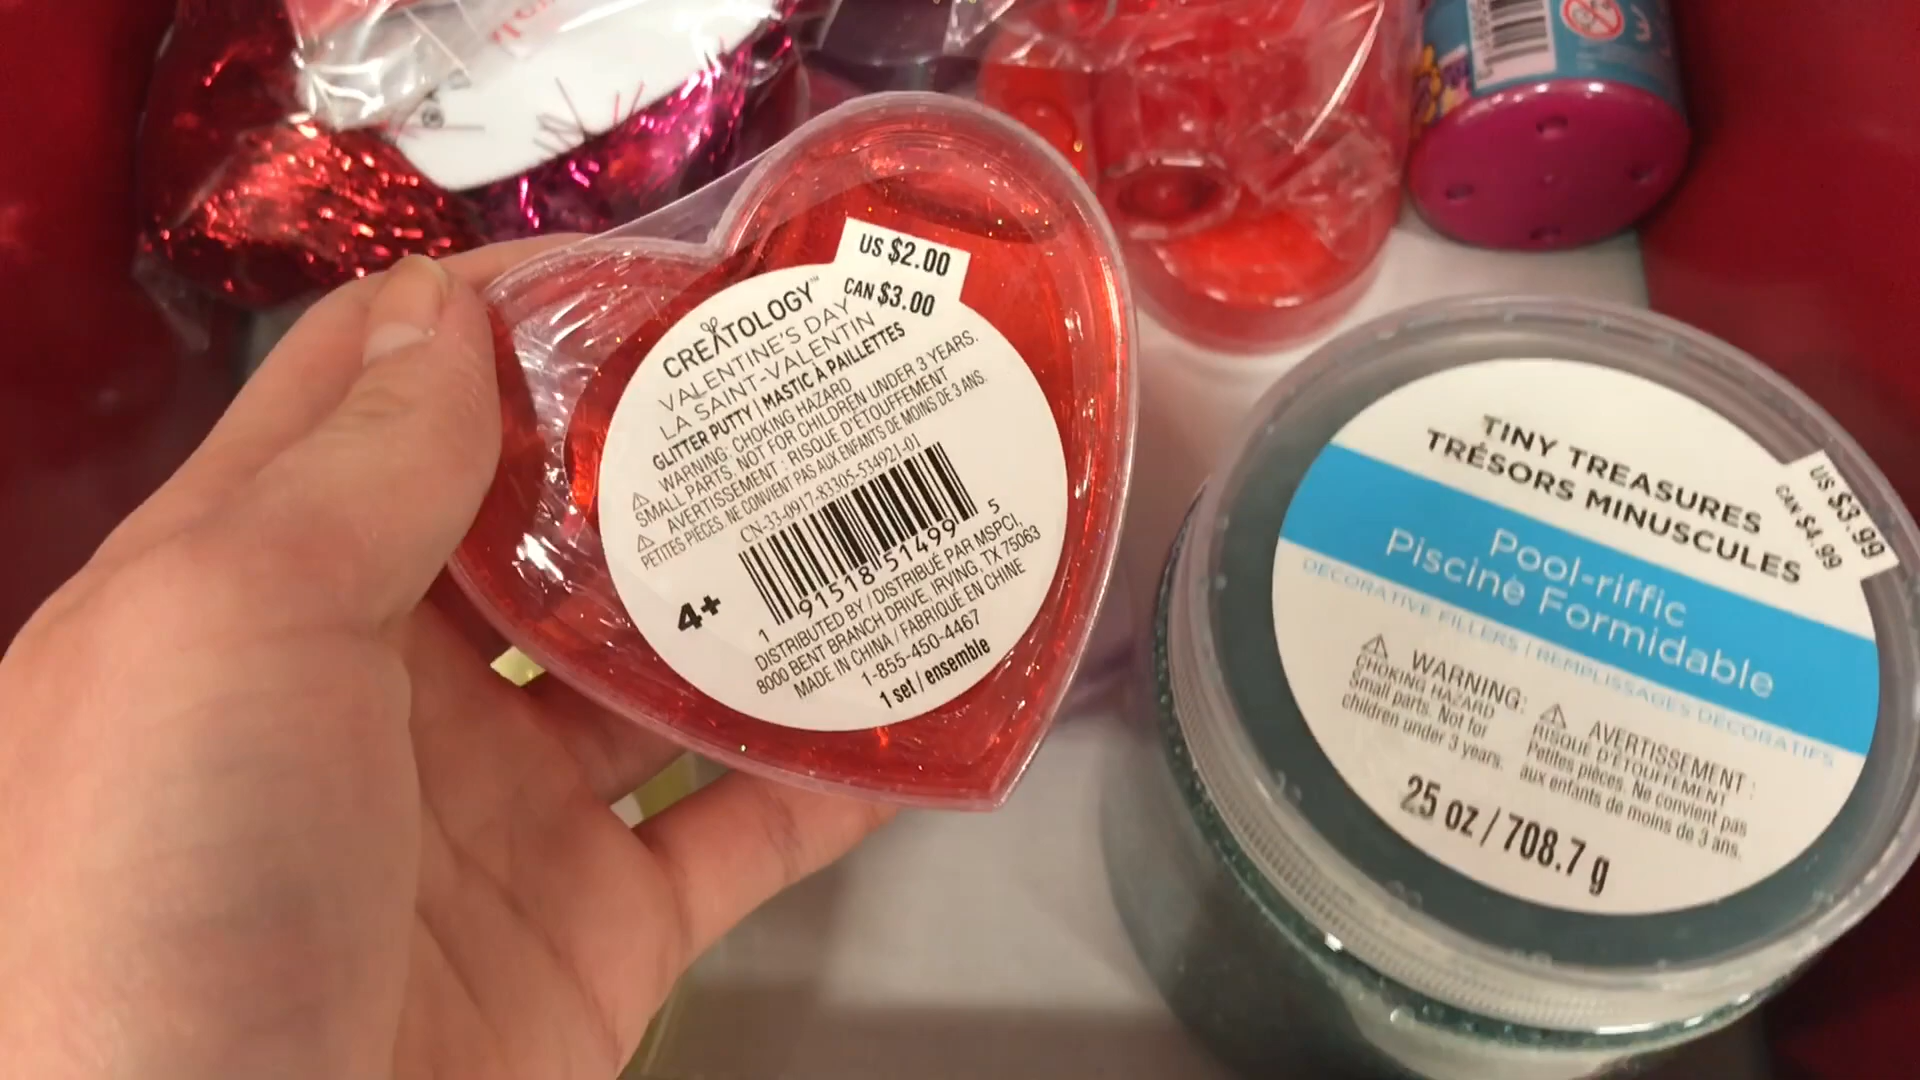 US $2.00
CAN $3.00
CREATOLOGY™
VALENTINE'S DAY
LA SAINT-VALENTIN
GLITTER PUTTY | MASTIC À PAILLETTES
⚠ WARNING: CHOKING HAZARD
SMALL PARTS. NOT FOR CHILDREN UNDER 3 YEARS.
⚠ AVERTISSEMENT : RISQUE D'ÉTOUFFEMENT
PETITES PIÈCES. NE CONVIENT PAS AUX ENFANTS DE MOINS DE 3 ANS.
CN-33-0917-83305-534921-01
1 91518 51499 5
4+
DISTRIBUTED BY / DISTRIBUÉ PAR MSPCI,
8000 BENT BRANCH DRIVE, IRVING, TX 75063
MADE IN CHINA / FABRIQUÉ EN CHINE
1-855-450-4467
1 set / ensemble
TINY TREASURES
TRÉSORS MINUSCULES
US $3.99
CAN $4.99
Pool-riffic
Piscine Formidable
DECORATIVE FILLERS | REMPLISSAGES DÉCORATIFS
⚠ WARNING:
CHOKING HAZARD
Small parts. Not for
children under 3 years.
⚠ AVERTISSEMENT :
RISQUE D'ÉTOUFFEMENT
Petites pièces. Ne convient pas
aux enfants de moins de 3 ans.
25 oz / 708.7 g